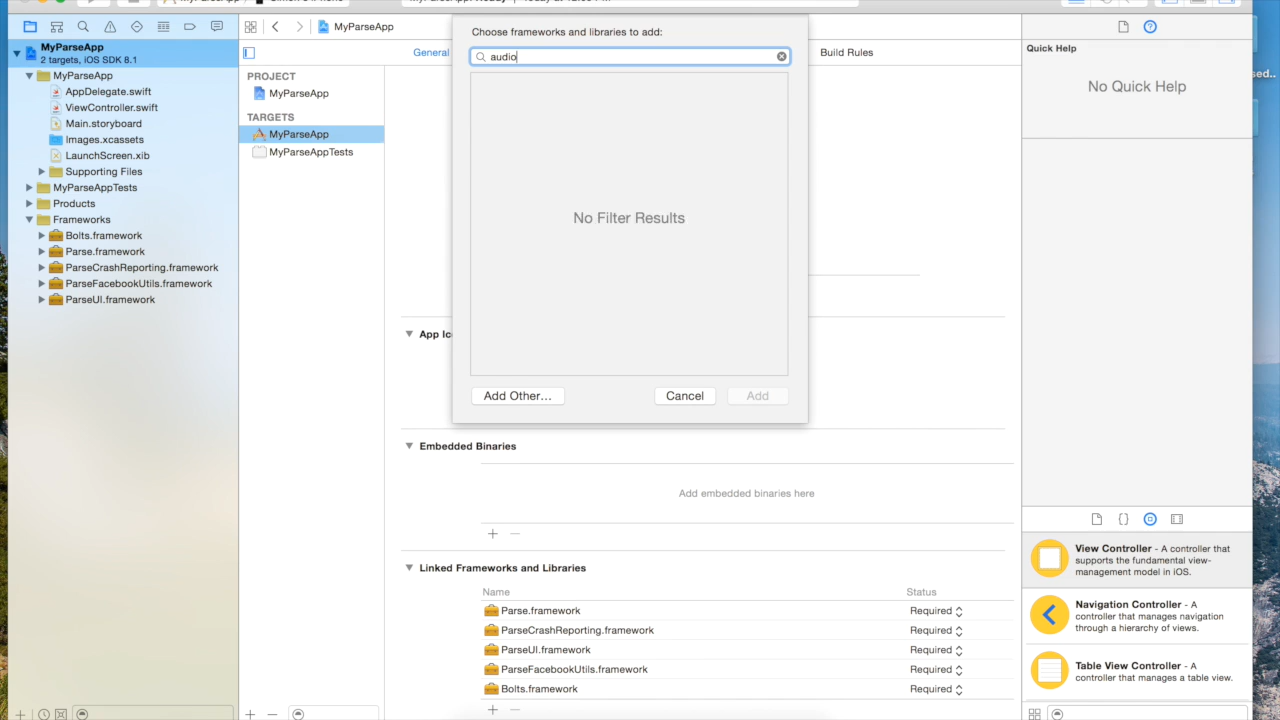 MyParseApp
Choose frameworks and libraries to add:
audio
No Filter Results
Add Other...
Cancel
Add
MyParseApp
2 targets, iOS SDK 8.1
MyParseApp
AppDelegate.swift
ViewController.swift
Main.storyboard
Images.xcassets
LaunchScreen.xib
Supporting Files
MyParseAppTests
Products
Frameworks
Bolts.framework
Parse.framework
ParseCrashReporting.framework
ParseFacebookUtils.framework
ParseUI.framework
General
Build Rules
PROJECT
MyParseApp
TARGETS
MyParseApp
MyParseAppTests
App Ic
Embedded Binaries
Add embedded binaries here
Linked Frameworks and Libraries
Name Status
Parse.framework Required
ParseCrashReporting.framework Required
ParseUI.framework Required
ParseFacebookUtils.framework Required
Bolts.framework Required
Quick Help
No Quick Help
View Controller - A controller that
supports the fundamental view-
management model in iOS.
Navigation Controller - A
controller that manages navigation
through a hierarchy of views.
Table View Controller - A
controller that manages a table view.
sed..